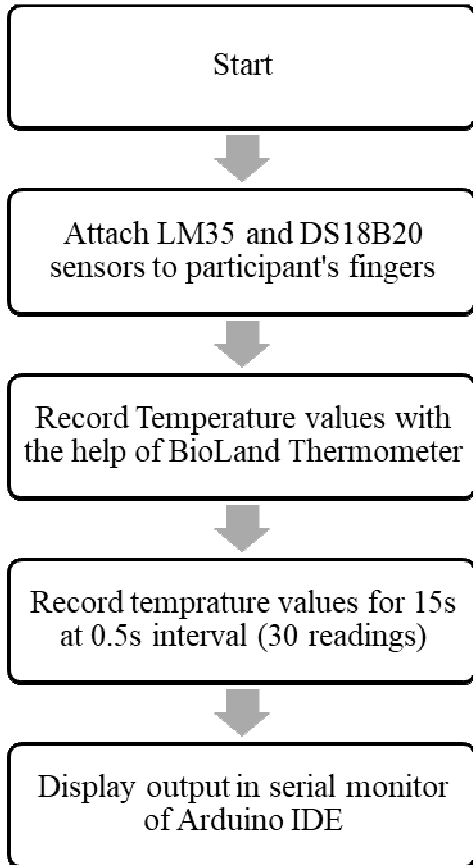 Start
Attach LM35 and DS18B20
sensors to participant's fingers
Record Temperature values with
the help of BioLand Thermometer
Record temprature values for 15s
at 0.5s interval (30 readings)
Display output in serial monitor
of Arduino IDE